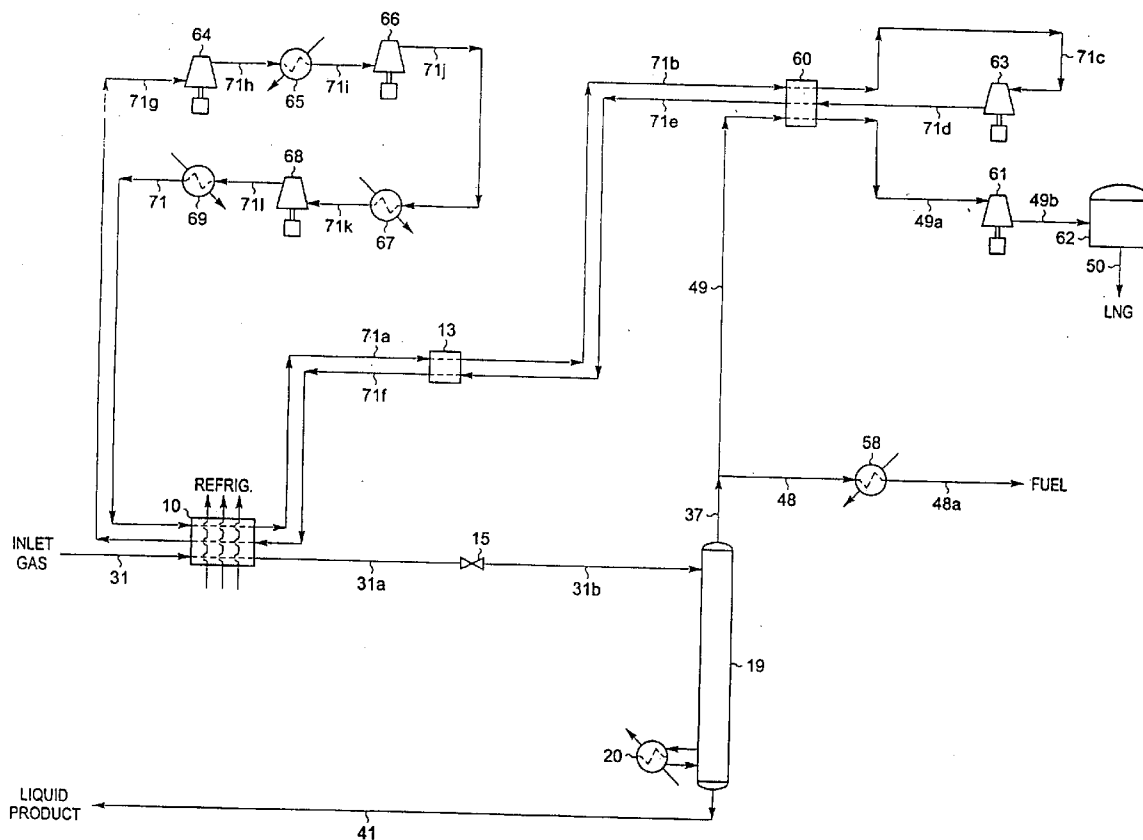 66
64
71j
71h
71i
71g
65
60
71b
71c
63
71e
71d
68
61
71
71l
49b
69
71k
67
49a
62
50
LNG
49
13
71a
71f
58
REFRIG.
48
48a
FUEL
10
37
INLET
GAS
15
31
31a
31b
19
20
LIQUID
PRODUCT
41